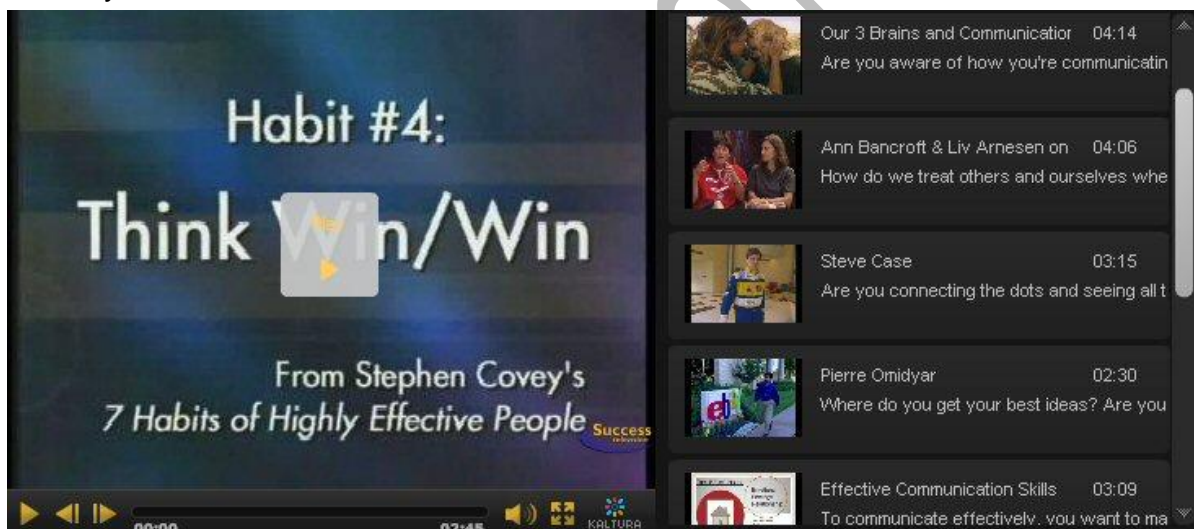 Habit #4:
Think Win/Win
From Stephen Covey's
7 Habits of Highly Effective People
Success
00:00
KALTURA
Our 3 Brains and Communication 04:14
Are you aware of how you're communicatin
Ann Bancroft & Liv Arnesen on 04:06
How do we treat others and ourselves whe
Steve Case 03:15
Are you connecting the dots and seeing all t
Pierre Omidyar 02:30
Where do you get your best ideas? Are you
Effective Communication Skills 03:09
To communicate effectively, you want to ma